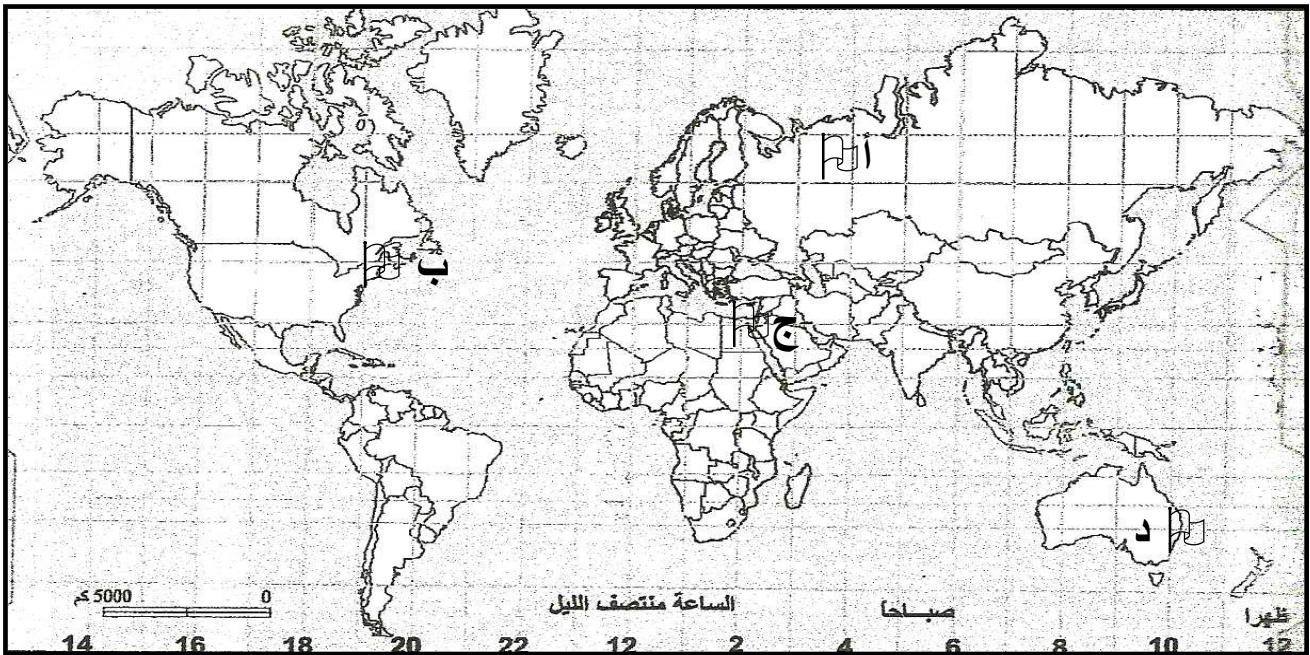 أ
ب
ج
د
0 5000 كم
الساعة منتصف الليل
صباحا
ظهرا
14 16 18 20 22 12 2 4 6 8 10 12